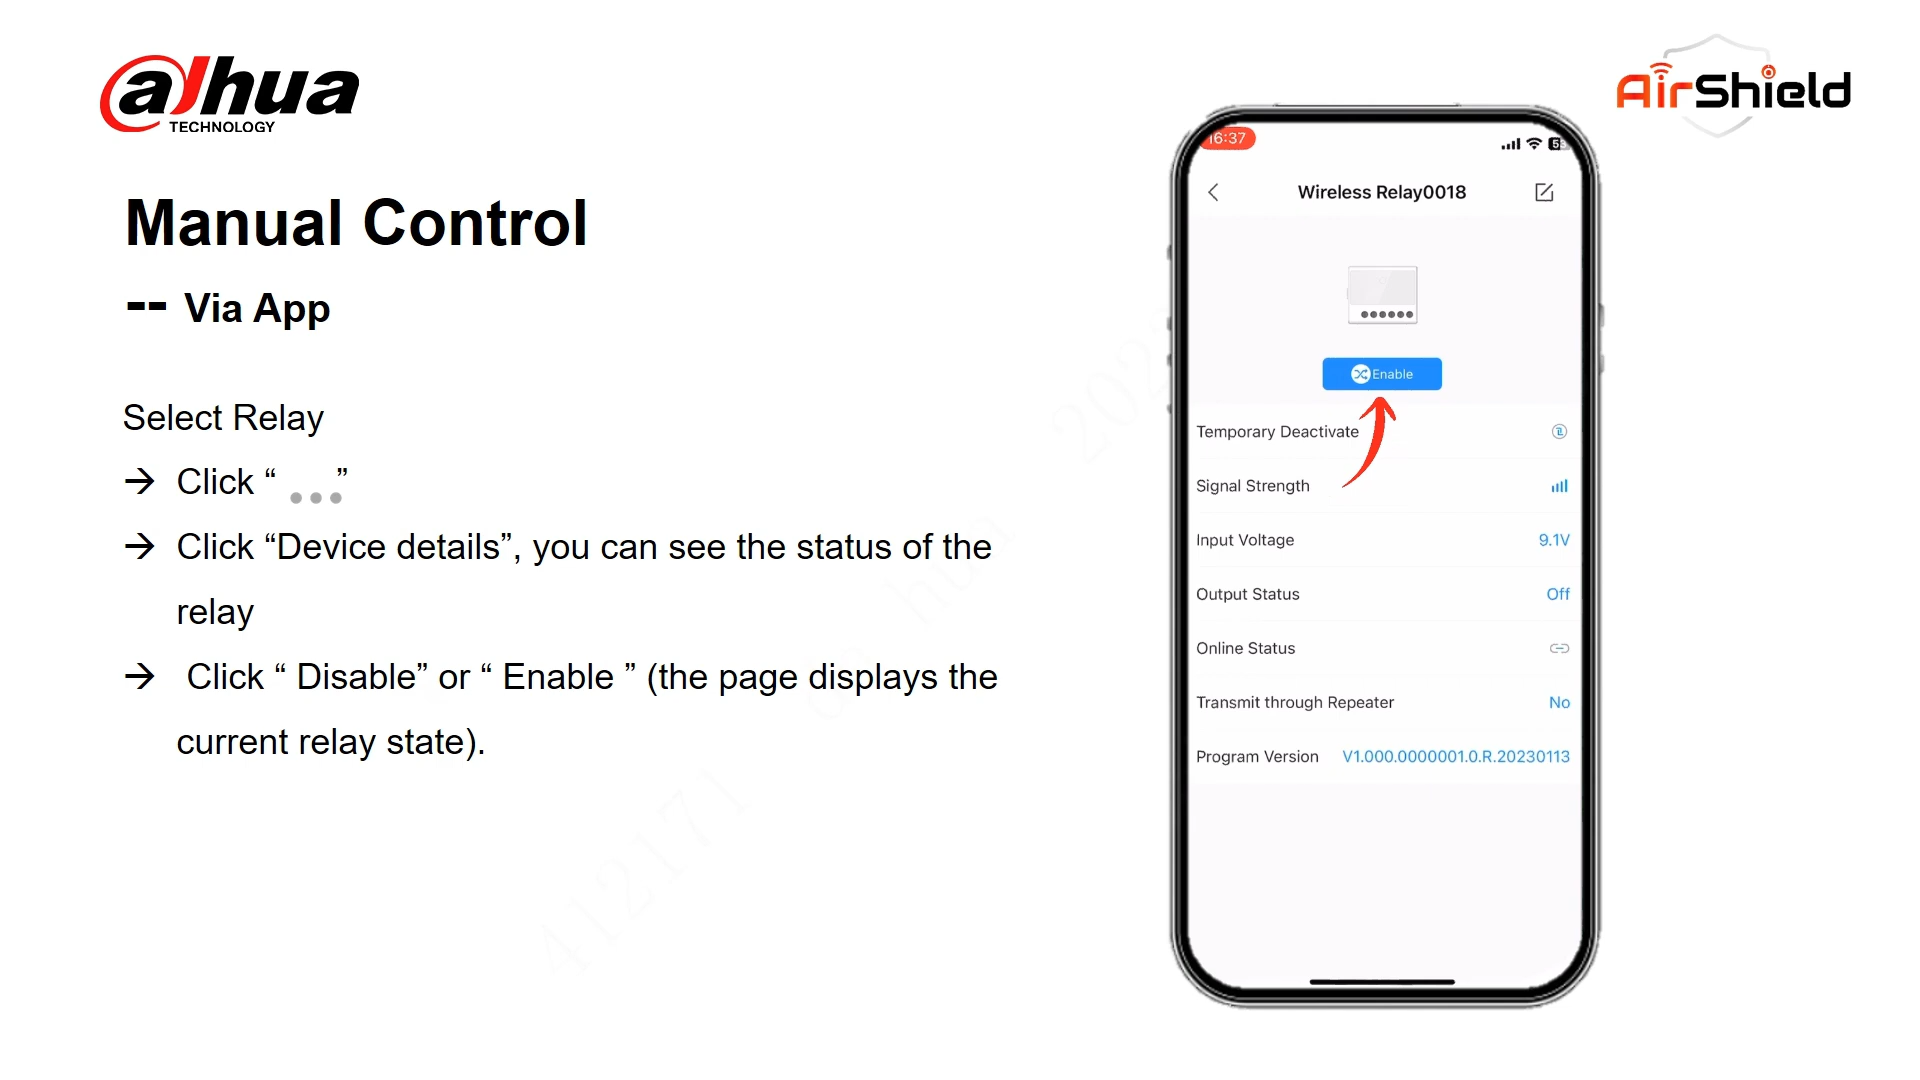 alhua
TECHNOLOGY
AirShield
Manual Control
-- Via App
Select Relay
→ Click “ ... ”
→ Click “Device details”, you can see the status of the
relay
→ Click “ Disable” or “ Enable ” (the page displays the
current relay state).
16:37
Wireless Relay0018
Enable
Temporary Deactivate
Signal Strength
Input Voltage 9.1V
Output Status Off
Online Status
Transmit through Repeater No
Program Version V1.000.0000001.0.R.20230113
412171